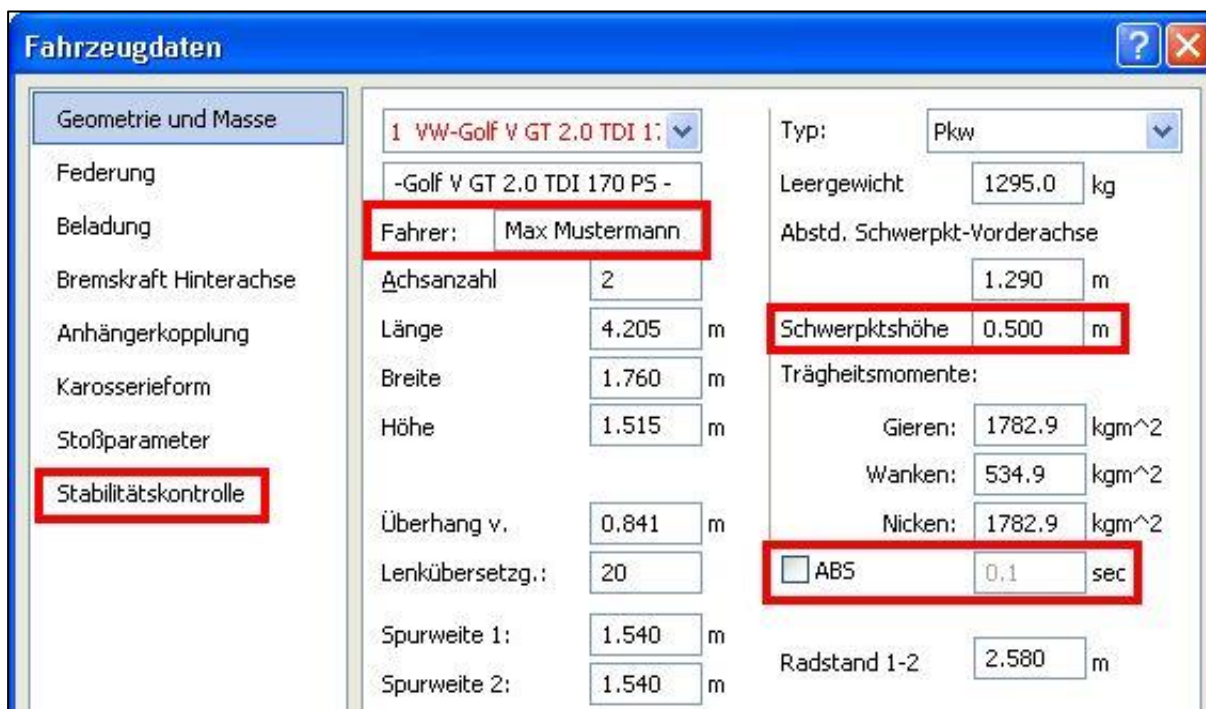 Fahrzeugdaten
?
Geometrie und Masse
Federung
Beladung
Bremskraft Hinterachse
Anhängerkopplung
Karosserieform
Stoßparameter
Stabilitätskontrolle
1 VW-Golf V GT 2.0 TDI 17
-Golf V GT 2.0 TDI 170 PS -
Fahrer: Max Mustermann
Achsanzahl 2
Länge 4.205 m
Breite 1.760 m
Höhe 1.515 m
Überhang v. 0.841 m
Lenkübersetzg.: 20
Spurweite 1: 1.540 m
Spurweite 2: 1.540 m
Typ: Pkw
Leergewicht 1295.0 kg
Abstd. Schwerpkt-Vorderachse
1.290 m
Schwerpktshöhe 0.500 m
Trägheitsmomente:
Gieren: 1782.9 kgm^2
Wanken: 534.9 kgm^2
Nicken: 1782.9 kgm^2
ABS 0.1 sec
Radstand 1-2 2.580 m